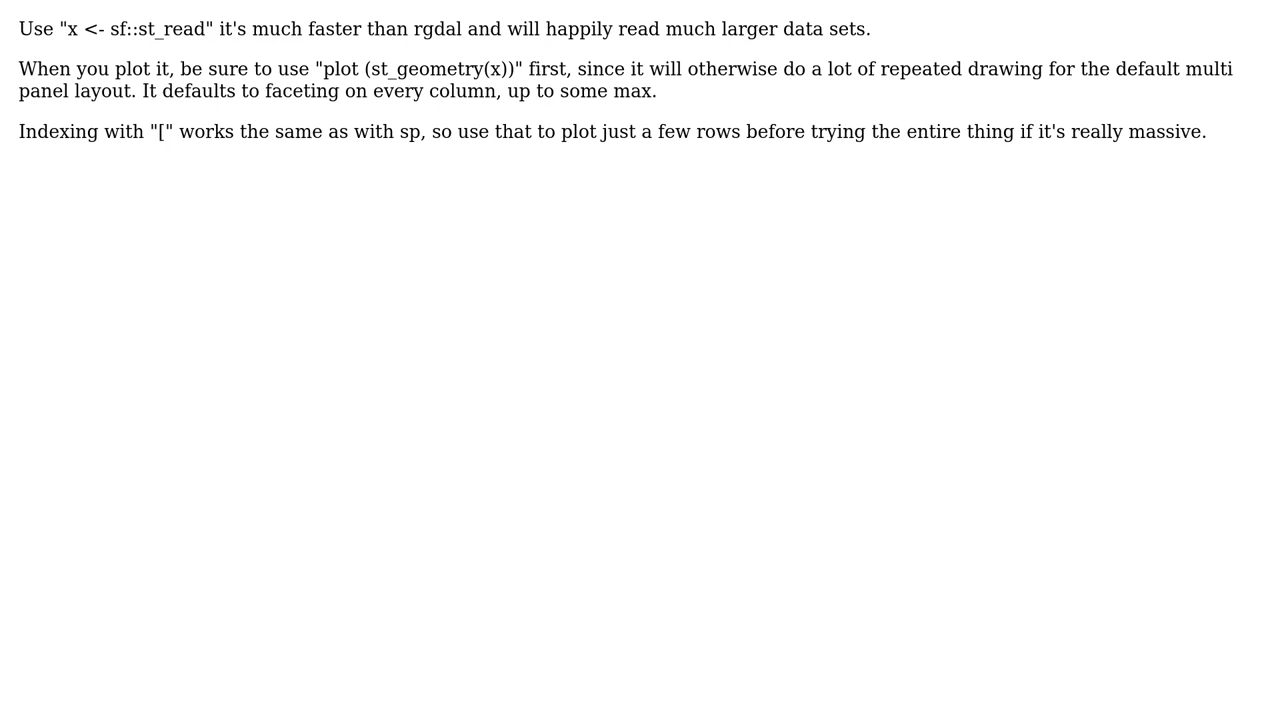 Use "x <- sf::st_read" it's much faster than rgdal and will happily read much larger data sets.
When you plot it, be sure to use "plot (st_geometry(x))" first, since it will otherwise do a lot of repeated drawing for the default multi
panel layout. It defaults to faceting on every column, up to some max.
Indexing with "[" works the same as with sp, so use that to plot just a few rows before trying the entire thing if it's really massive.